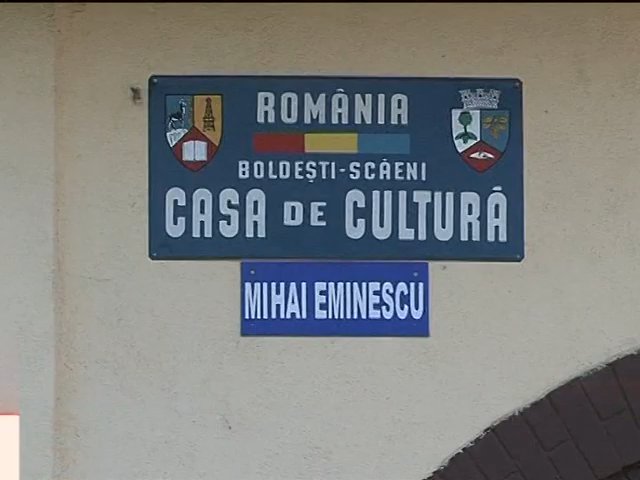 ROMÂNIA
BOLDEȘTI-SCĂENI
CASA DE CULTURĂ
MIHAI EMINESCU